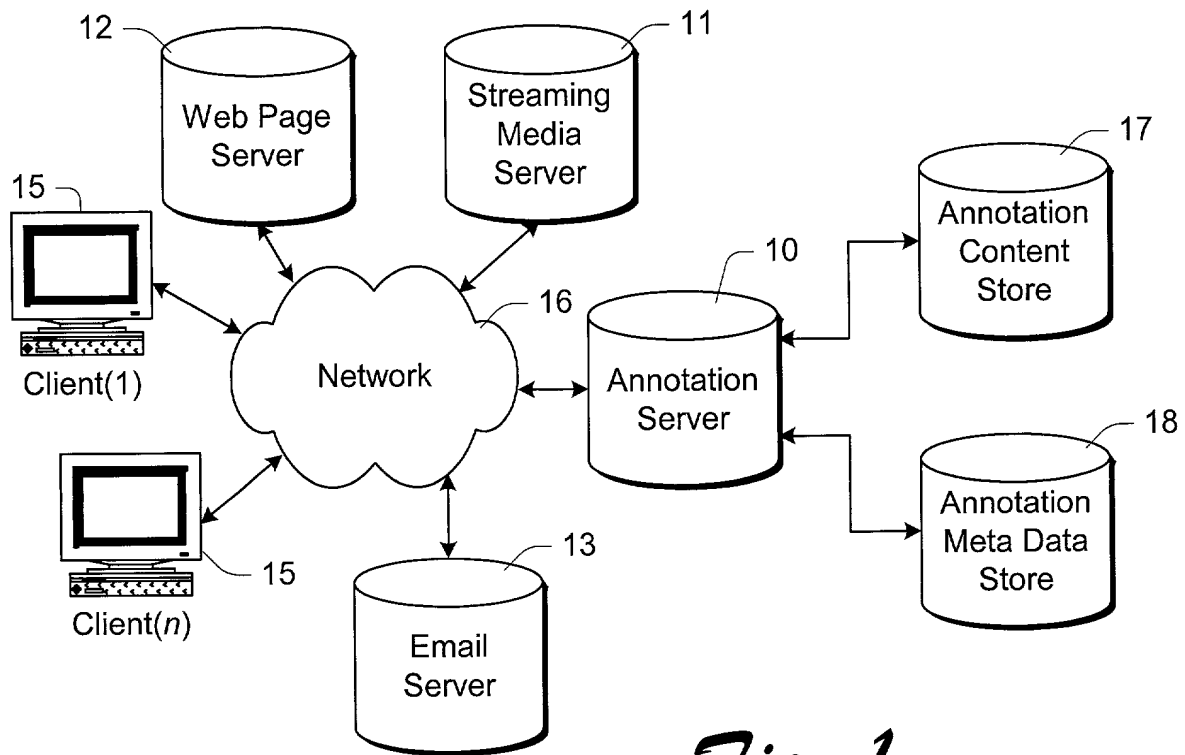 12
Web Page
Server
11
Streaming
Media
Server
15
Client(1)
17
Annotation
Content
Store
10
Annotation
Server
16
Network
18
Annotation
Meta Data
Store
15
Client(n)
13
Email
Server
Fig. 1